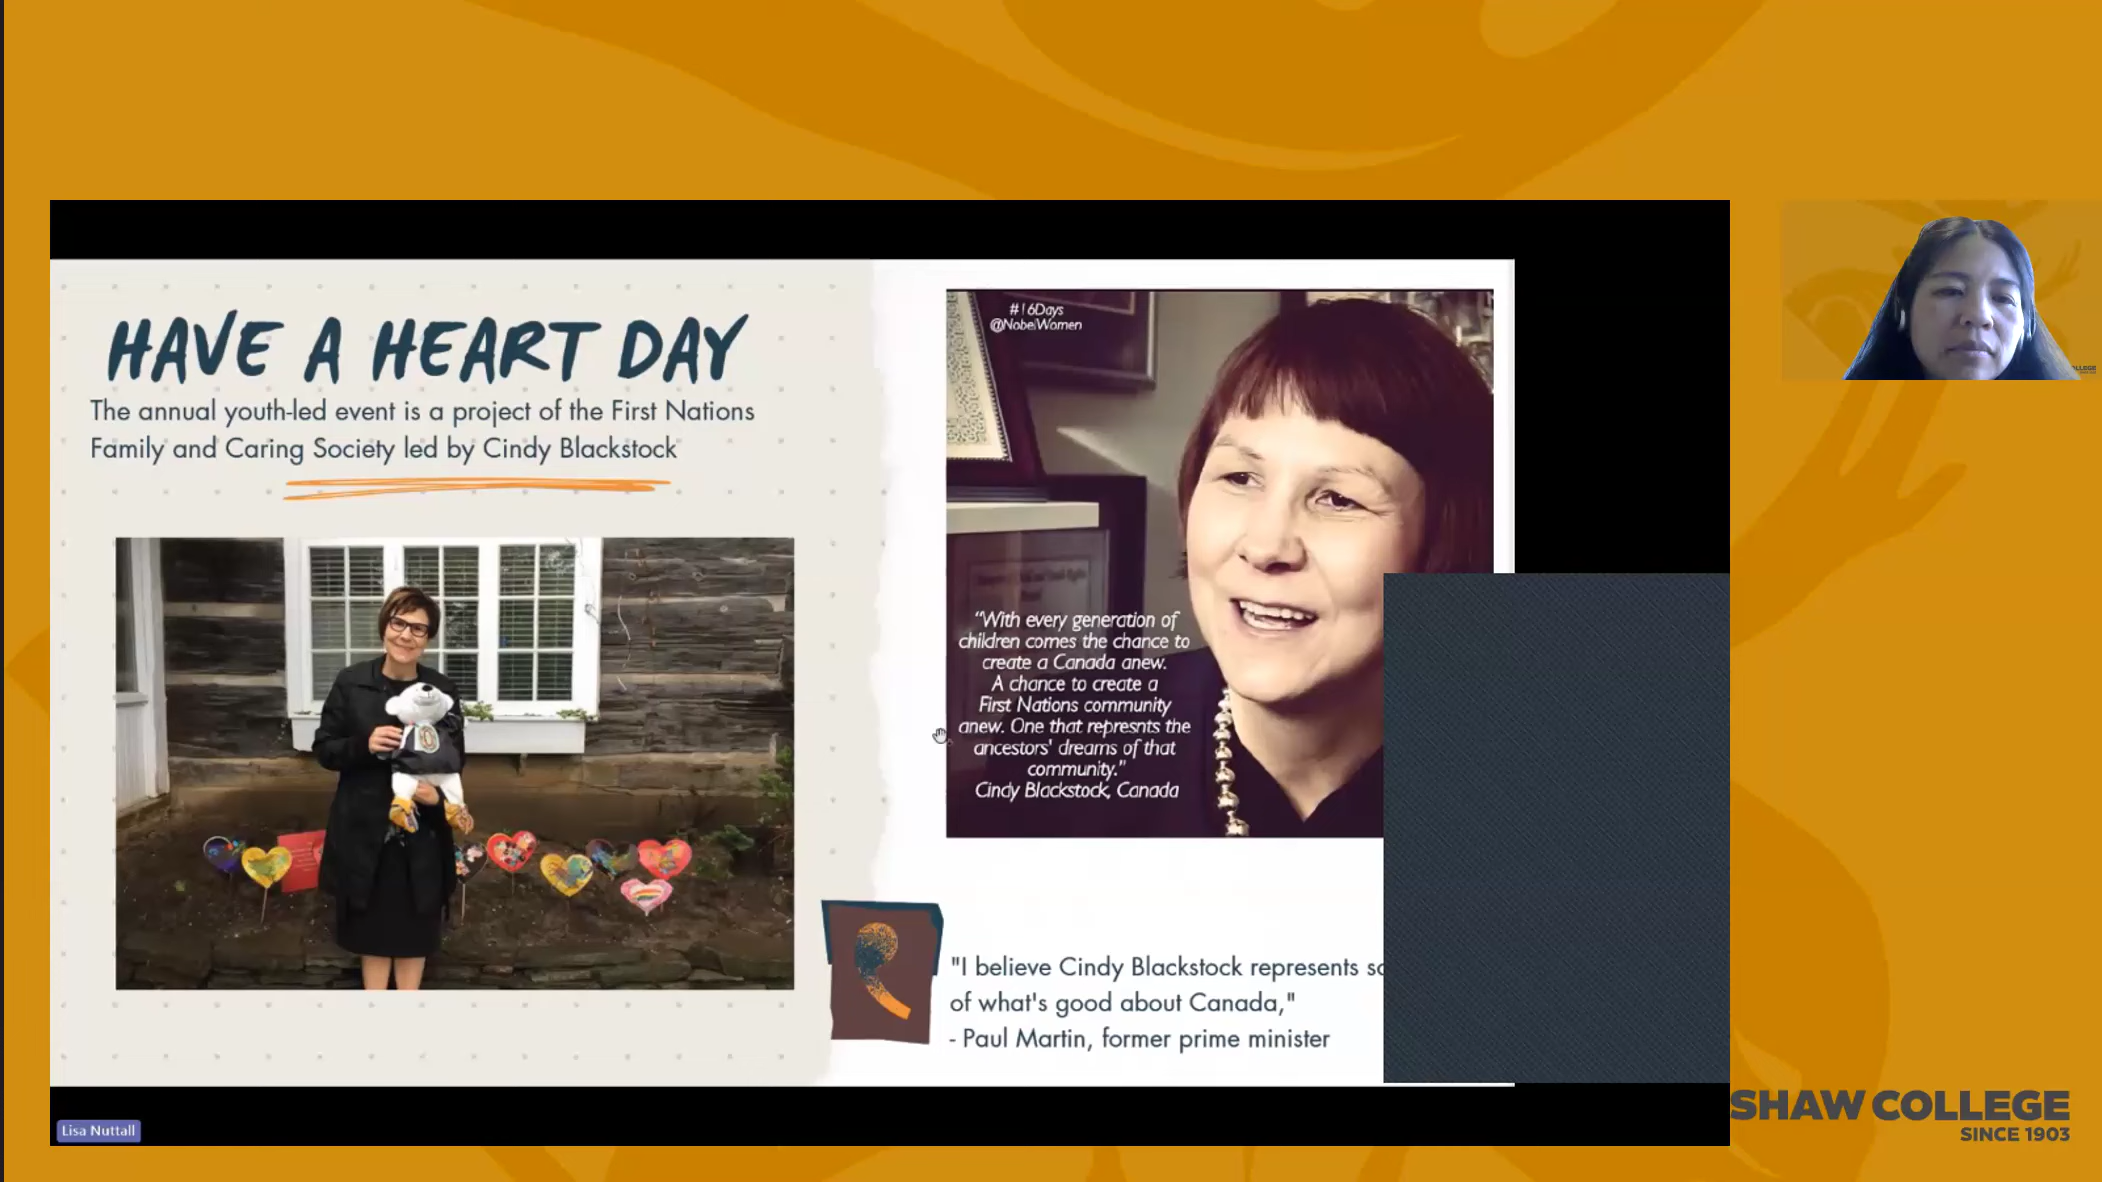 HAVE A HEART DAY
The annual youth-led event is a project of the First Nations
Family and Caring Society led by Cindy Blackstock
#16Days
@NobelWomen
"With every generation of
children comes the chance to
create a Canada anew.
A chance to create a
First Nations community
anew. One that represnts the
ancestors' dreams of that
community."
Cindy Blackstock, Canada
"I believe Cindy Blackstock represents
of what's good about Canada,"
- Paul Martin, former prime minister
Lisa Nuttall
SHAW COLLEGE
SINCE 1903